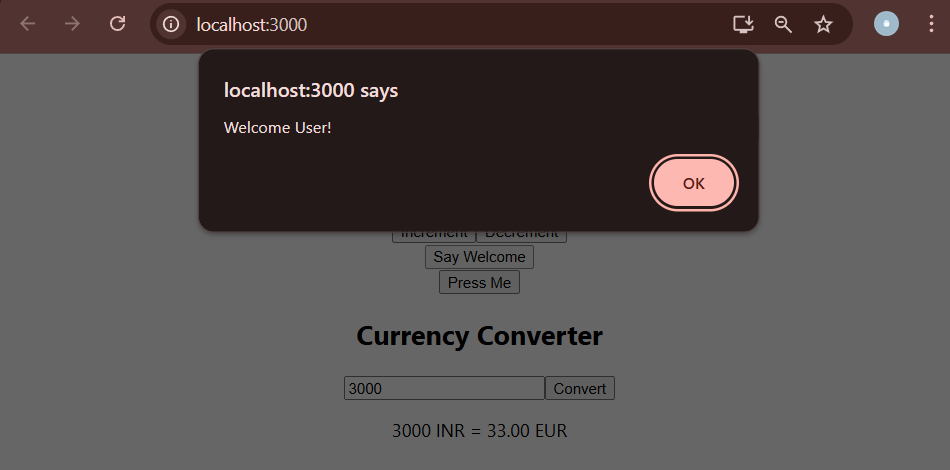 localhost:3000
localhost:3000 says
Welcome User!
OK
Increment Decrement
Say Welcome
Press Me
Currency Converter
3000 Convert
3000 INR = 33.00 EUR